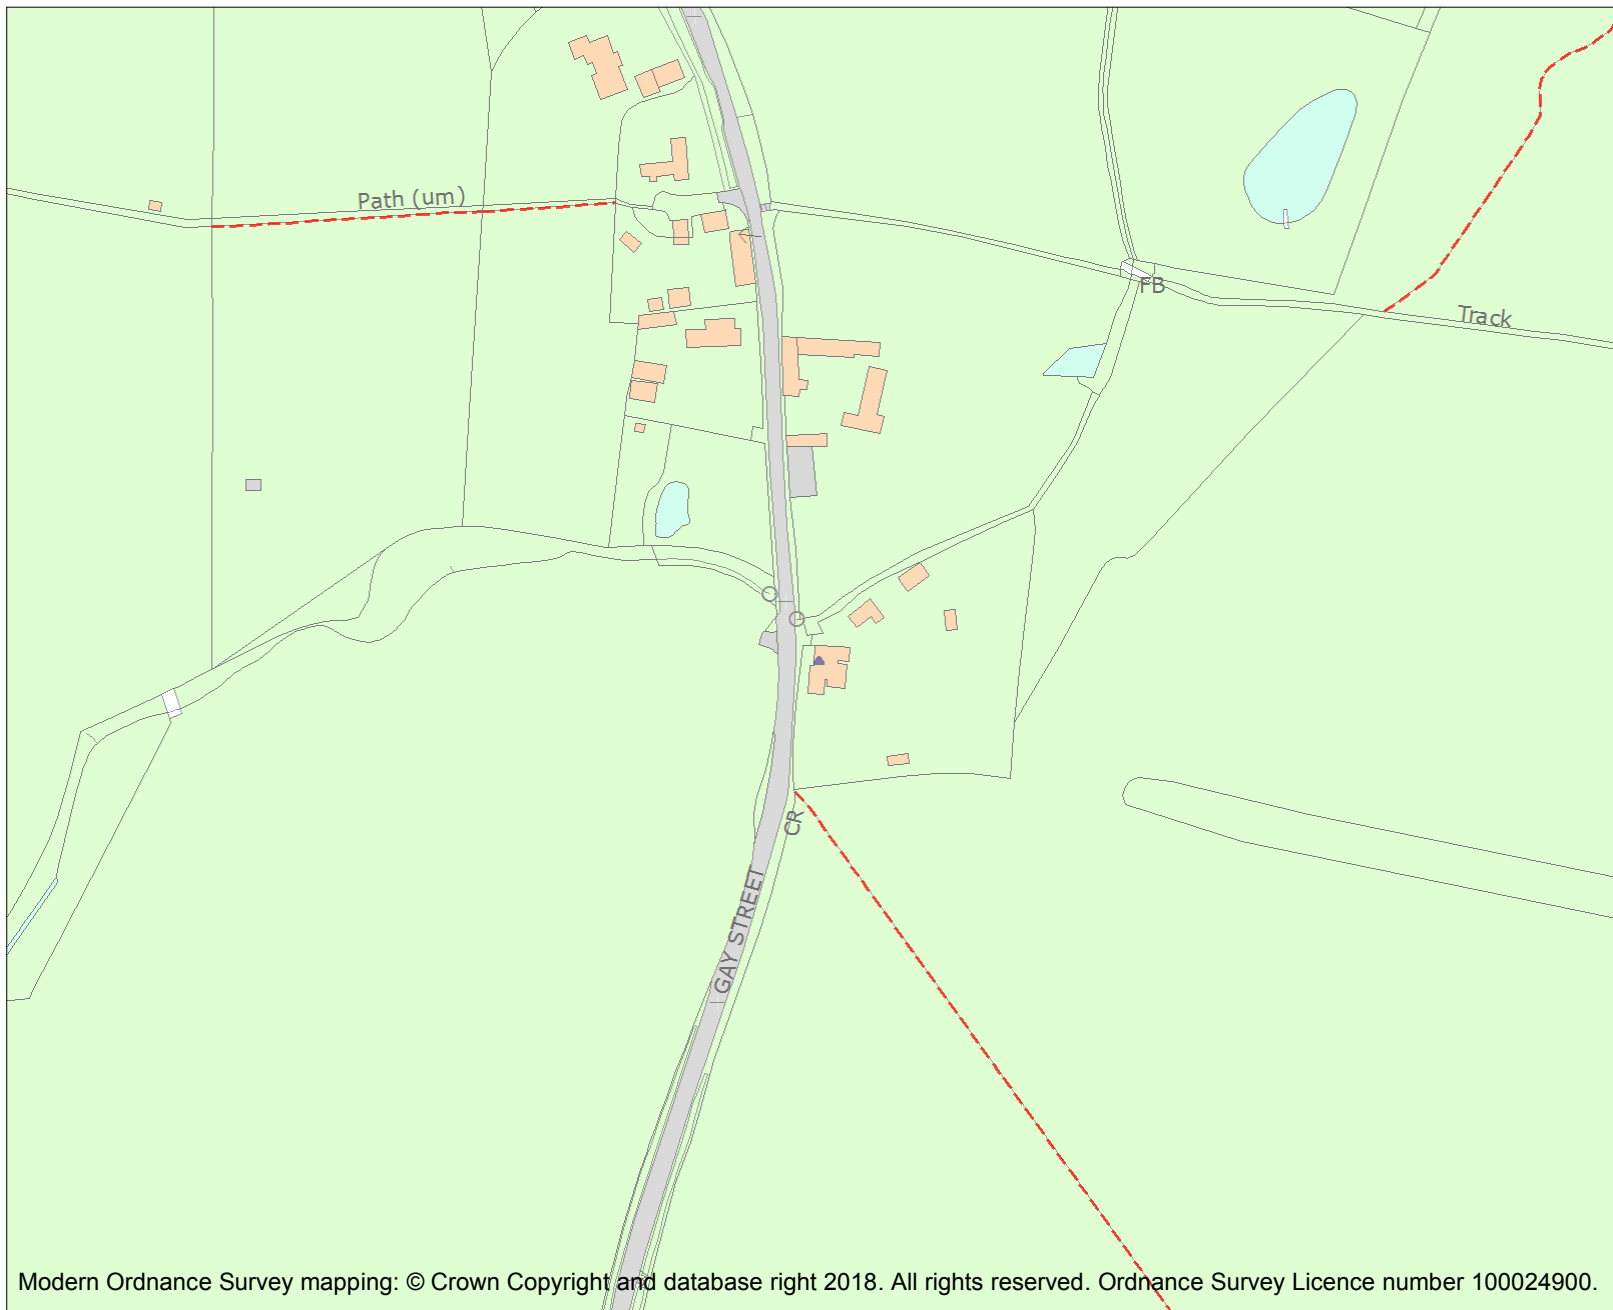 Path (um)
FB
Track
CR
GAY STREET
Modern Ordnance Survey mapping: © Crown Copyright and database right 2018. All rights reserved. Ordnance Survey Licence number 100024900.